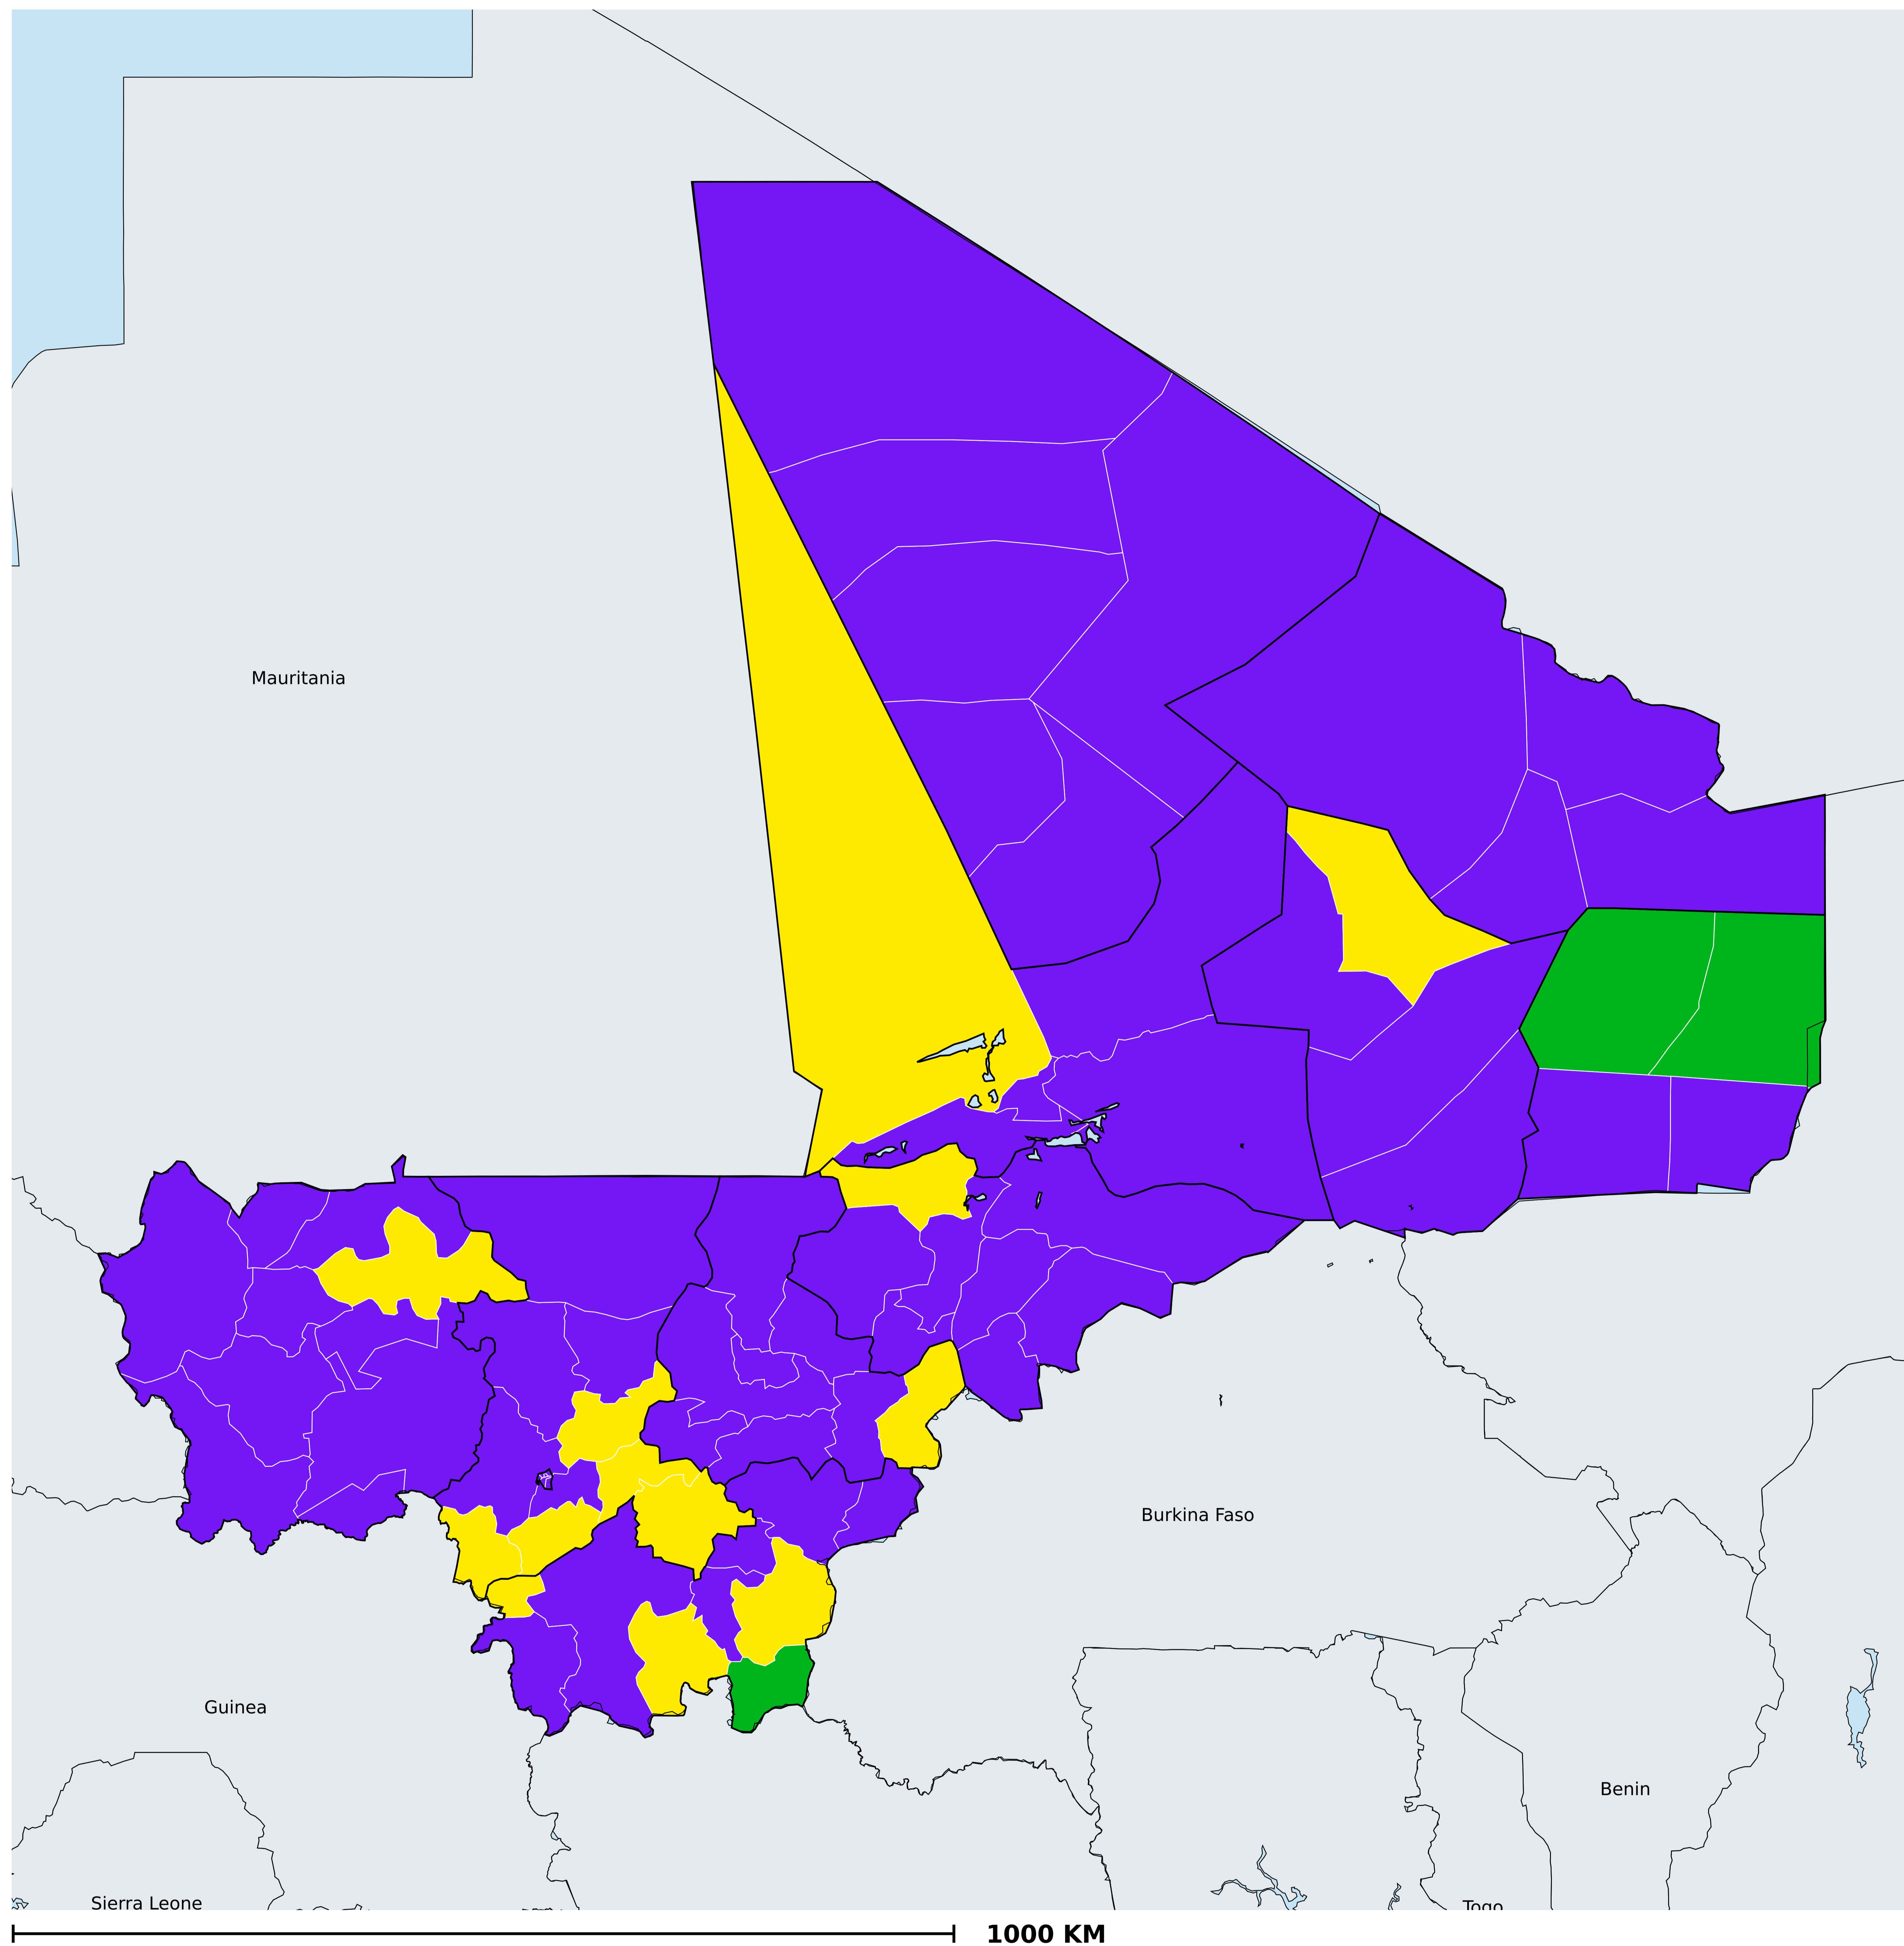 Mauritania
Burkina Faso
Guinea
Benin
Sierra Leone
Togo
1000 KM